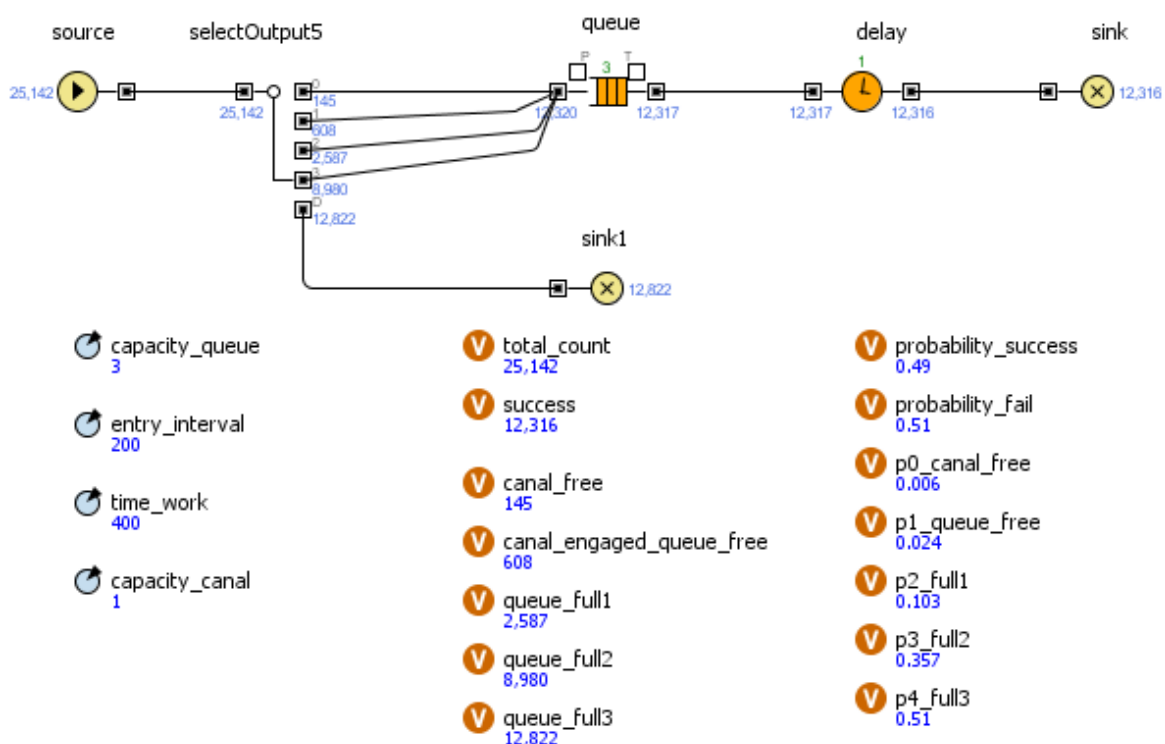 source selectOutput5 queue delay sink
P T
3 1
25,142 25,142 0 145 12,320 12,317 12,317 12,316 12,316
1
608
2
2,587
3
8,980
D
12,822
sink1
12,822
capacity_queue total_count probability_success
3 25,142 0.49
success probability_fail
entry_interval 12,316 0.51
200
canal_free p0_canal_free
145 0.006
time_work
400
canal_engaged_queue_free p1_queue_free
608 0.024
capacity_canal queue_full1 p2_full1
1 2,587 0.103
queue_full2 p3_full2
8,980 0.357
queue_full3 p4_full3
12,822 0.51